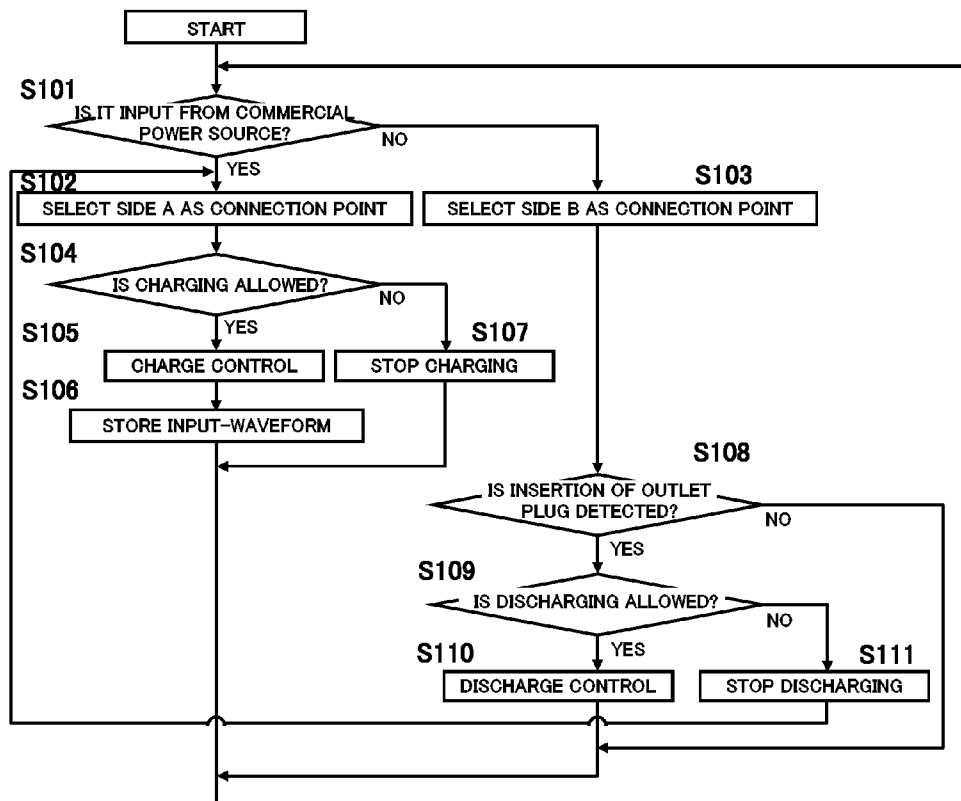 START
S101
IS IT INPUT FROM COMMERCIAL
POWER SOURCE?
NO
YES
S102
SELECT SIDE A AS CONNECTION POINT
S103
SELECT SIDE B AS CONNECTION POINT
S104
IS CHARGING ALLOWED?
NO
YES
S105
CHARGE CONTROL
S107
STOP CHARGING
S106
STORE INPUT-WAVEFORM
S108
IS INSERTION OF OUTLET
PLUG DETECTED?
NO
YES
S109
IS DISCHARGING ALLOWED?
NO
YES
S110
DISCHARGE CONTROL
S111
STOP DISCHARGING